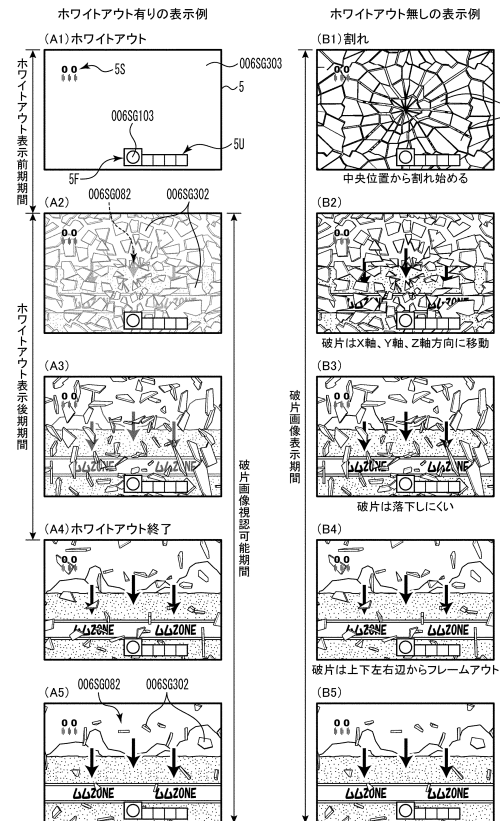 ホワイトアウト有りの表示例
ホワイトアウト無しの表示例
(A1)ホワイトアウト
(B1)割れ
00
5S
006SG303
5
006SG103
5U
5F
00
中央位置から割れ始める
ホワイトアウト表示前期期間
(A2)
006SG082
006SG302
(B2)
00
00
破片はX軸、Y軸、Z軸方向に移動
ホワイトアウト表示後期期間
(A3)
(B3)
00
ムムZONE
ムムZONE
00
ムムZONE
ムムZONE
破片は落下しにくい
破片画像視認可能期間
破片画像表示期間
(A4)ホワイトアウト終了
(B4)
00
ムムZONE
ムムZONE
00
ムムZONE
ムムZONE
破片は上下左右辺からフレームアウト
(A5)
006SG082
006SG302
(B5)
00
ムムZONE
ムムZONE
00
ムムZONE
ムムZONE